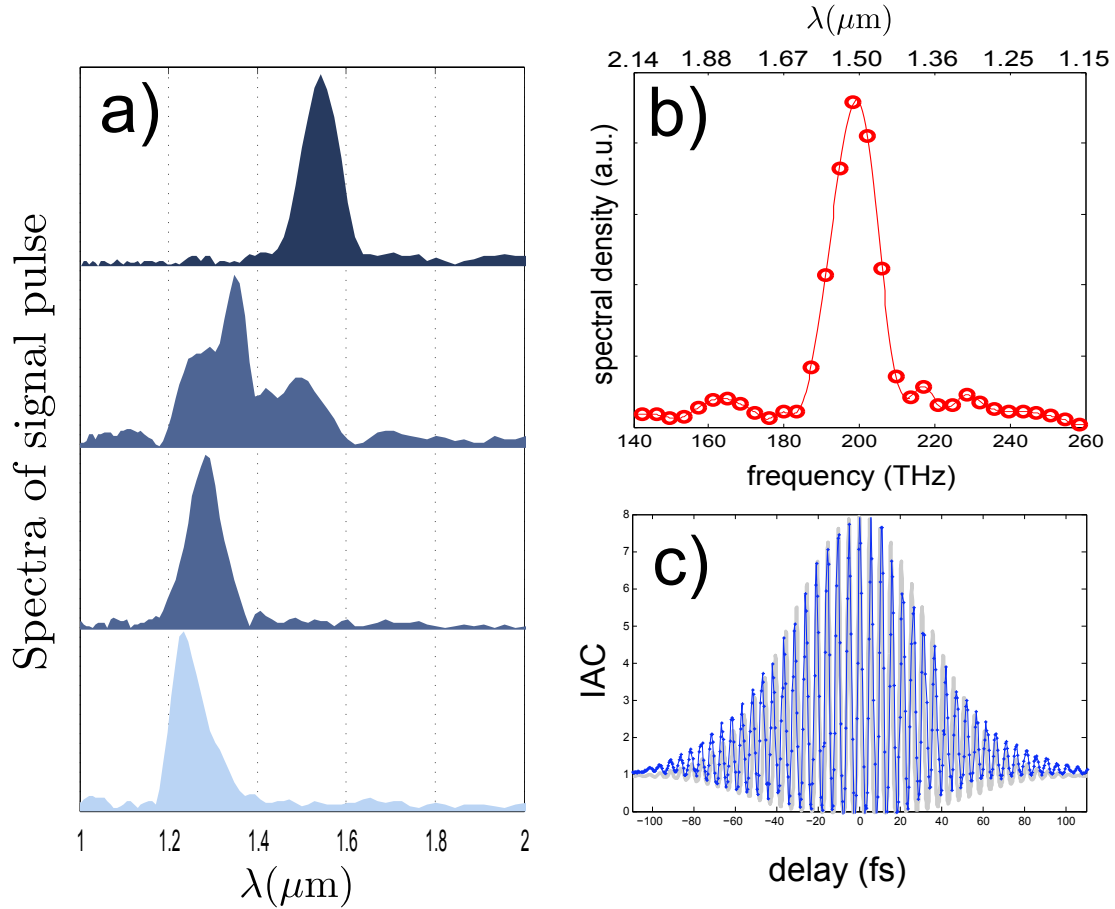 a)
Spectra of signal pulse
1 1.2 1.4 1.6 1.8 2
λ(μm)
λ(μm)
2.14 1.88 1.67 1.50 1.36 1.25 1.15
b)
spectral density (a.u.)
140 160 180 200 220 240 260
frequency (THz)
c)
IAC
8
7
6
5
4
3
2
1
0
−100 −80 −60 −40 −20 0 20 40 60 80 100
delay (fs)